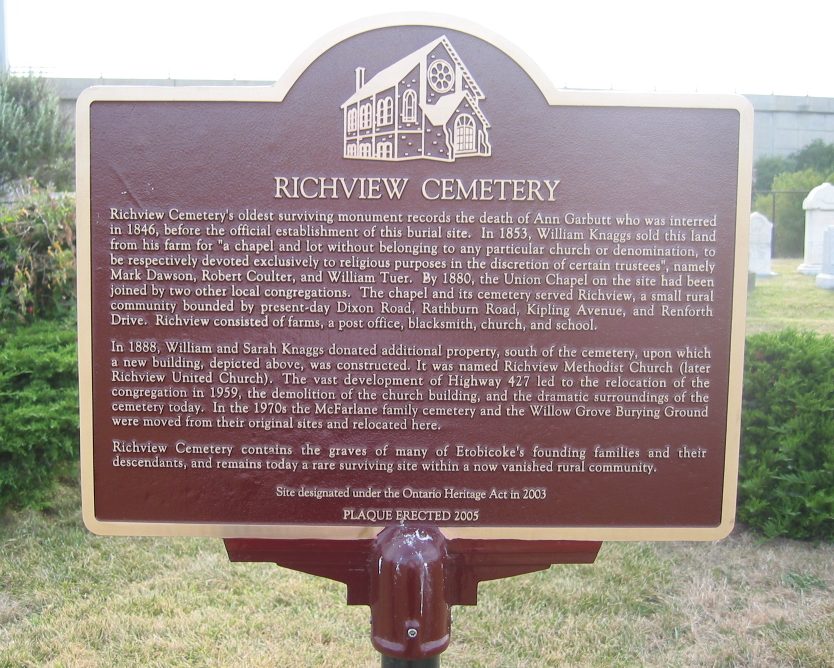 RICHVIEW CEMETERY
Richview Cemetery's oldest surviving monument records the death of Ann Garbutt who was interred
in 1846, before the official establishment of this burial site. In 1853, William Knaggs sold this land
from his farm for "a chapel and lot without belonging to any particular church or denomination, to
be respectively devoted exclusively to religious purposes in the discretion of certain trustees", namely
Mark Dawson, Robert Coulter, and William Tuer. By 1880, the Union Chapel on the site had been
joined by two other local congregations. The chapel and its cemetery served Richview, a small rural
community bounded by present-day Dixon Road, Rathburn Road, Kipling Avenue, and Renforth
Drive. Richview consisted of farms, a post office, blacksmith, church, and school.
In 1888, William and Sarah Knaggs donated additional property, south of the cemetery, upon which
a new building, depicted above, was constructed. It was named Richview Methodist Church (later
Richview United Church). The vast development of Highway 427 led to the relocation of the
congregation in 1959, the demolition of the church building, and the dramatic surroundings of the
cemetery today. In the 1970s the McFarlane family cemetery and the Willow Grove Burying Ground
were moved from their original sites and relocated here.
Richview Cemetery contains the graves of many of Etobicoke's founding families and their
descendants, and remains today a rare surviving site within a now vanished rural community.
Site designated under the Ontario Heritage Act in 2003
PLAQUE ERECTED 2005